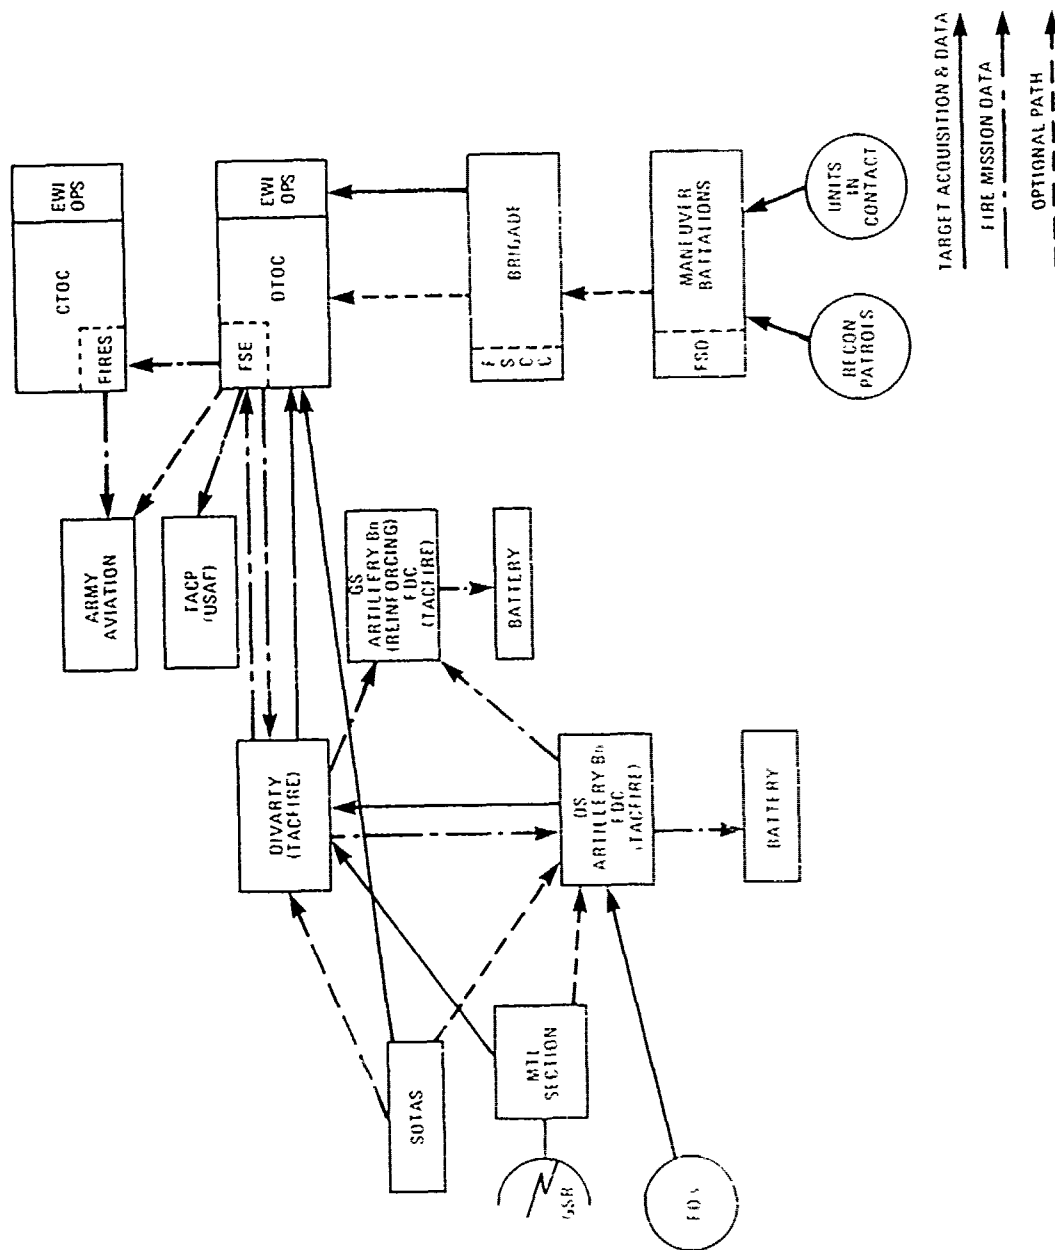 CTOC
EWI
OPS
FIRES
DTOC
EWI
OPS
FSE
BRIGADE
F
S
C
C
MANEUVER
BATTALIONS
FSO
UNITS
IN
CONTACT
RECON
PATROLS
ARMY
AVIATION
TACP
(USAF)
GS
ARTILLERY Bn
(REINFORCING)
FDC
(TACFIRE)
BATTERY
DIVARTY
(TACFIRE)
DS
ARTILLERY Bn
FDC
(TACFIRE)
BATTERY
SOTAS
MTL
SECTION
GSR
TARGET ACQUISITION & DATA
FIRE MISSION DATA
OPTIONAL PATH